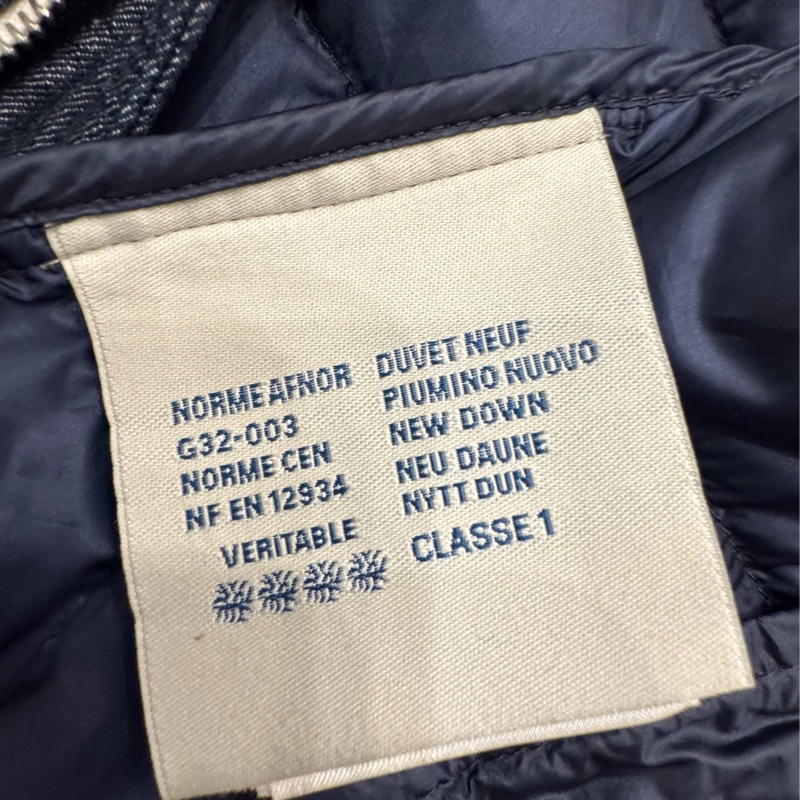 NORME AFNOR
G32-003
NORME CEN
NF EN 12934
VERITABLE
DUVET NEUF
PIUMINO NUOVO
NEW DOWN
NEU DAUNE
NYTT DUN
CLASSE 1